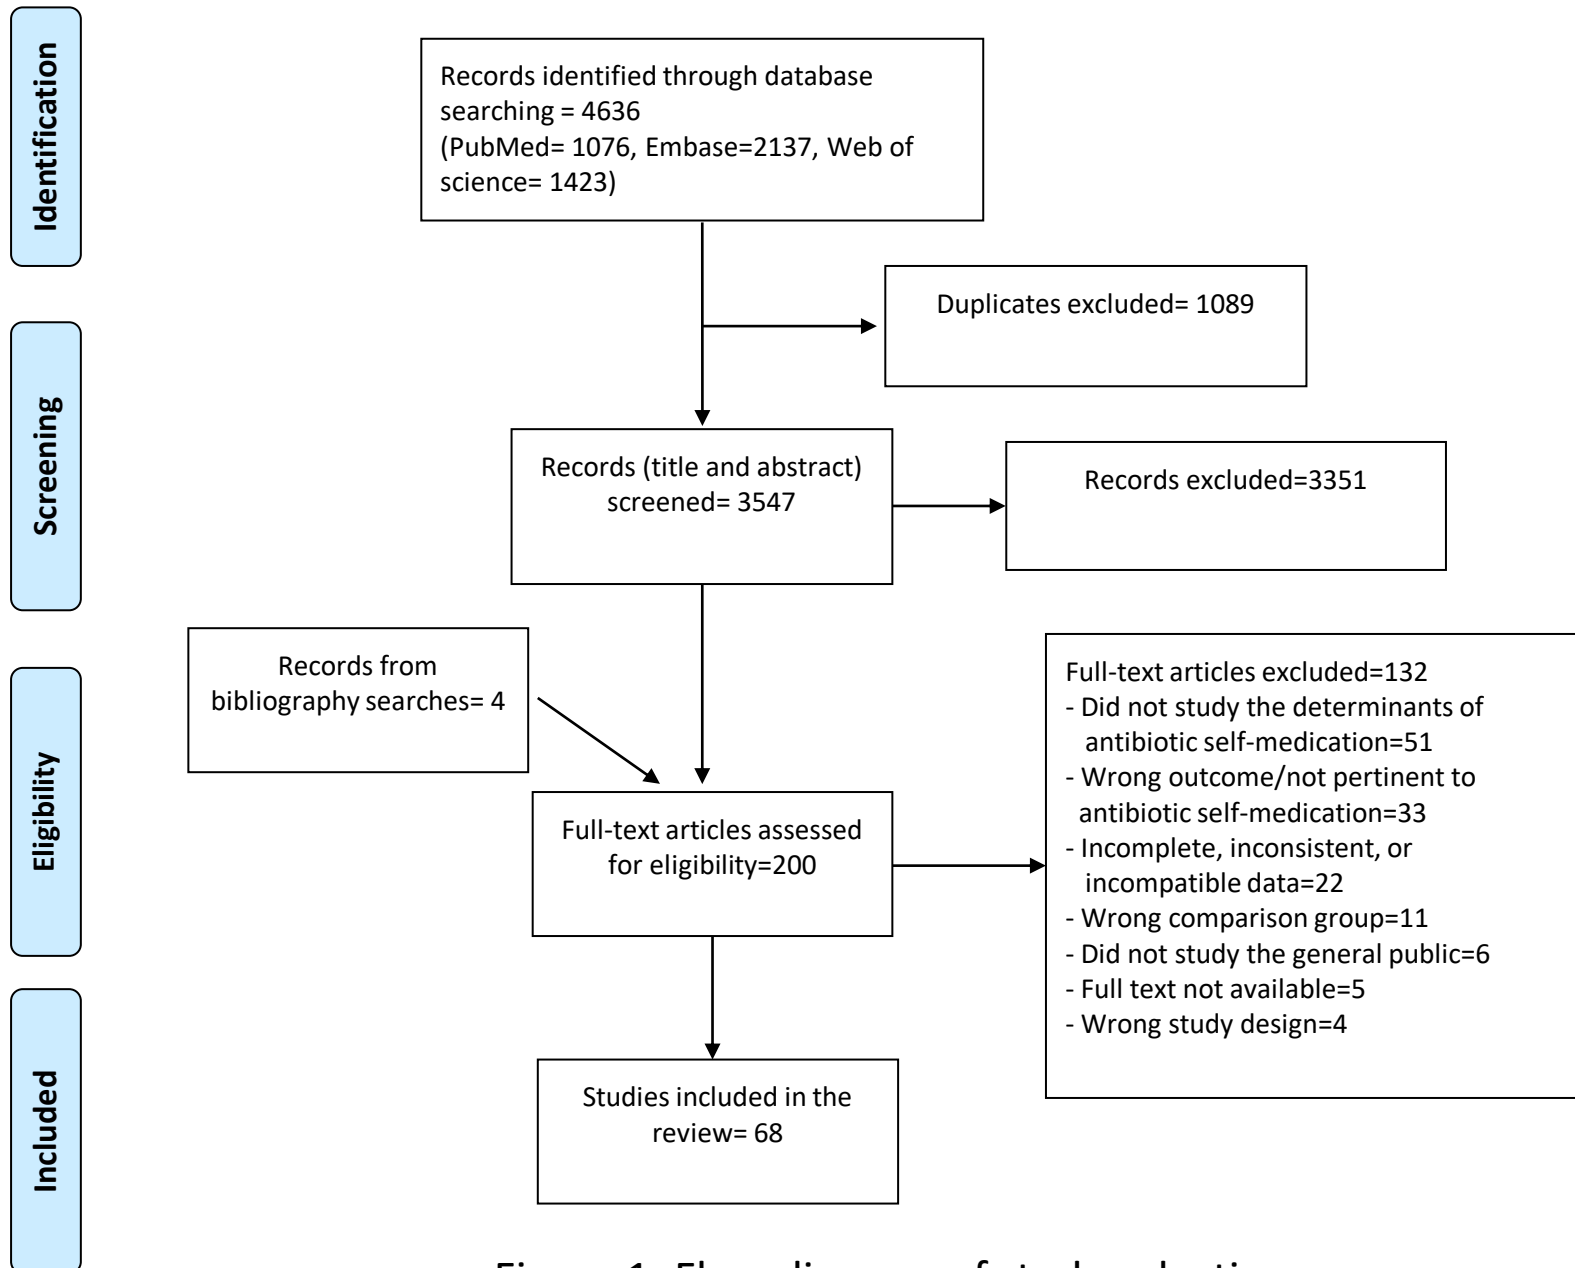 Identification
Records identified through database
searching = 4636
(PubMed= 1076, Embase=2137, Web of
science= 1423)
Duplicates excluded= 1089
Screening
Records (title and abstract)
screened= 3547
Records excluded=3351
Eligibility
Records from
bibliography searches= 4
Full-text articles assessed
for eligibility=200
Full-text articles excluded=132
- Did not study the determinants of
antibiotic self-medication=51
- Wrong outcome/not pertinent to
antibiotic self-medication=33
- Incomplete, inconsistent, or
incompatible data=22
- Wrong comparison group=11
- Did not study the general public=6
- Full text not available=5
- Wrong study design=4
Included
Studies included in the
review= 68